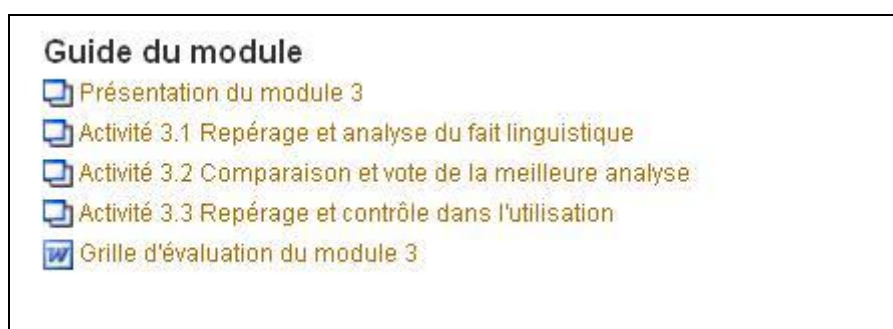 Guide du module
Présentation du module 3
Activité 3.1 Repérage et analyse du fait linguistique
Activité 3.2 Comparaison et vote de la meilleure analyse
Activité 3.3 Repérage et contrôle dans l'utilisation
Grille d'évaluation du module 3